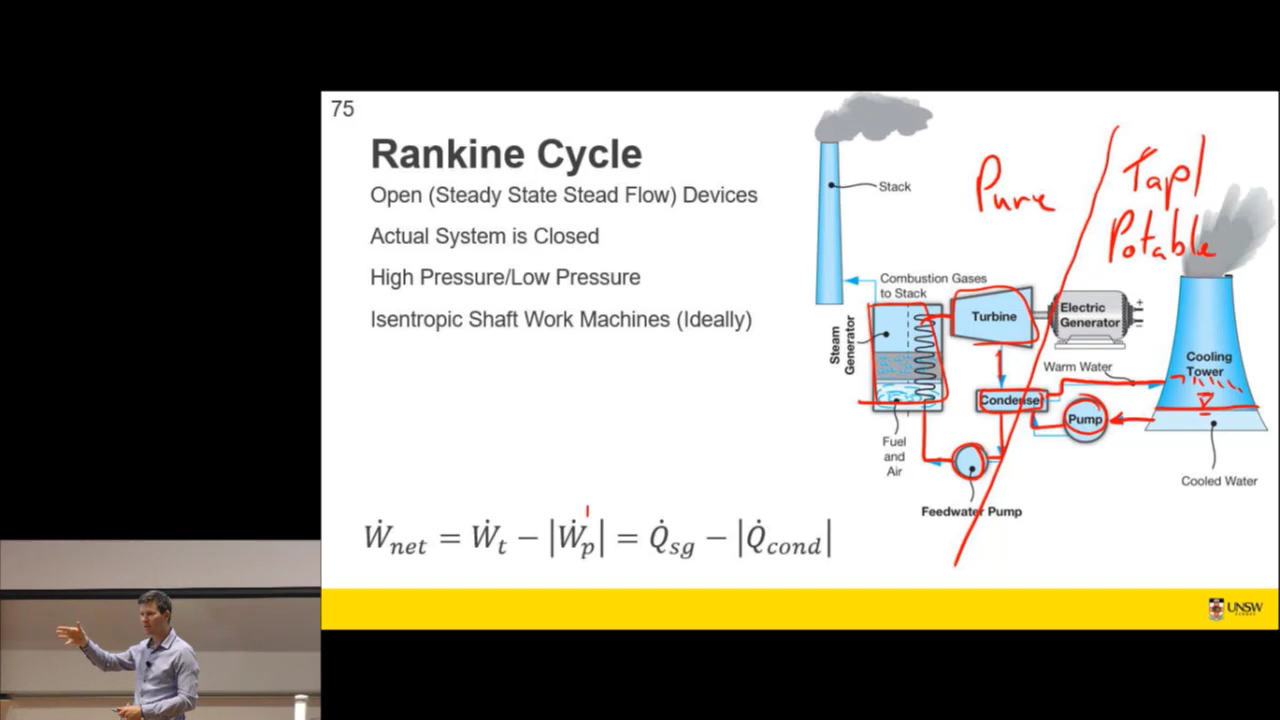 75
Rankine Cycle
Open (Steady State Stead Flow) Devices
Actual System is Closed
High Pressure/Low Pressure
Isentropic Shaft Work Machines (Ideally)
Stack
Pure
Tap/
Potable
Combustion Gases
to Stack
Steam
Generator
Turbine
Electric
Generator
+
−
Cooling
Tower
Warm Water
Condenser
Pump
Fuel
and
Air
Cooled Water
Feedwater Pump
Ẇnet = Ẇt − |Ẇp| = Q̇sg − |Q̇cond|
UNSW